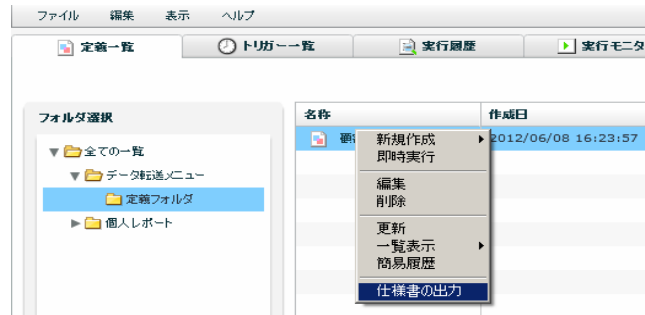 ファイル 編集 表示 ヘルプ
定義一覧 トリガー一覧 実行履歴 実行モニタ
フォルダ選択
名称 作成日
全ての一覧
データ転送メニュー
定義フォルダ
個人レポート
2012/06/08 16:23:57
新規作成
即時実行
編集
削除
更新
一覧表示
簡易履歴
仕様書の出力